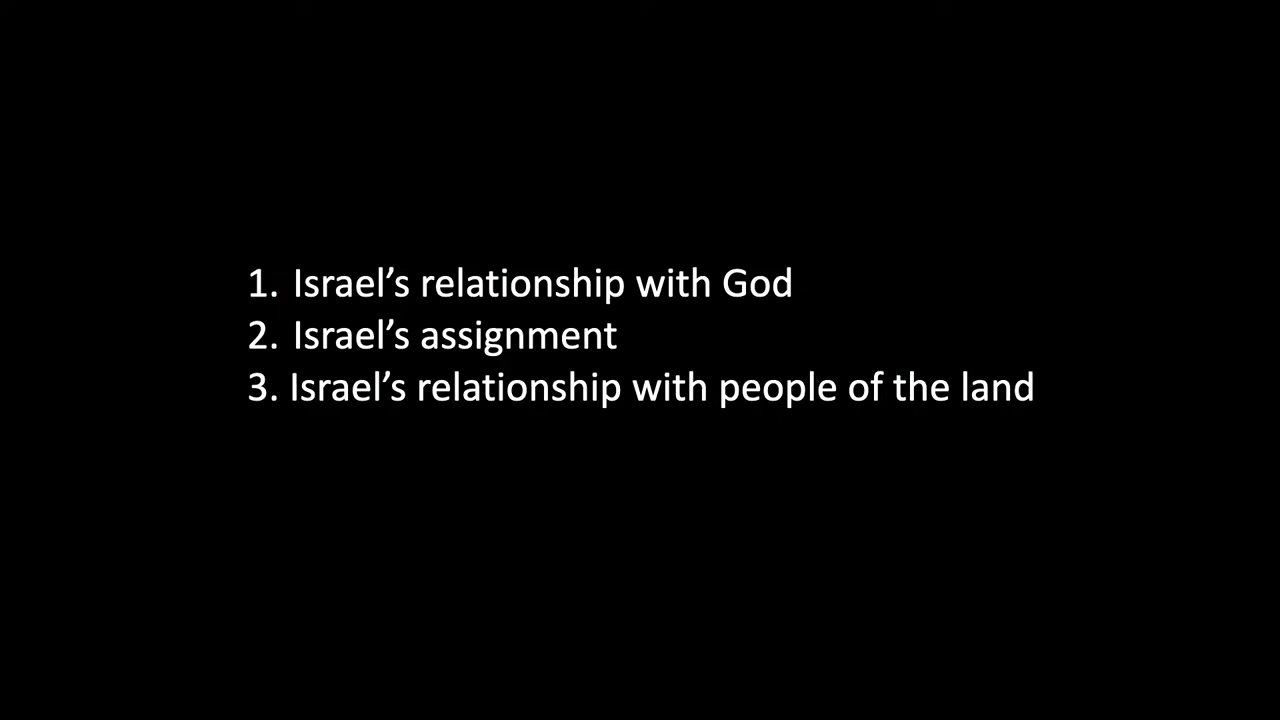 1. Israel’s relationship with God
2. Israel’s assignment
3. Israel’s relationship with people of the land